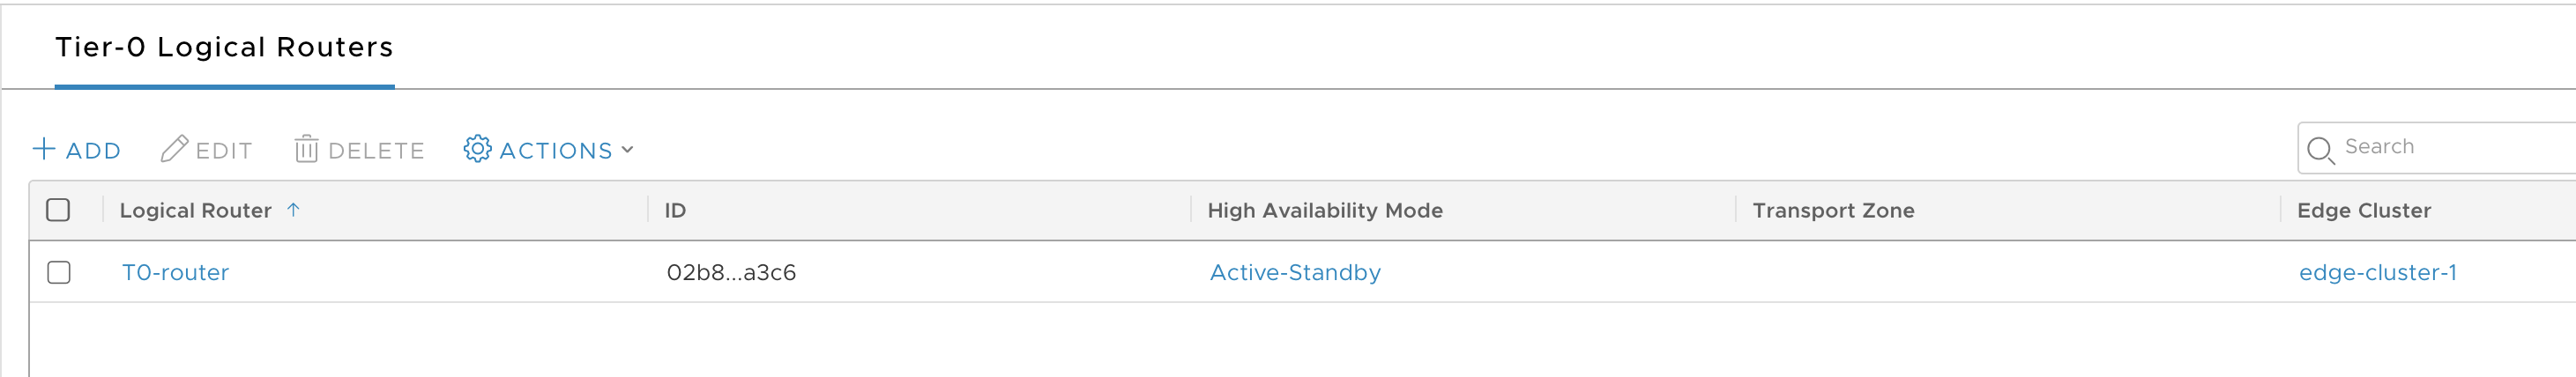 Tier-0 Logical Routers
+ ADD EDIT DELETE ACTIONS Search
Logical Router ↑ ID High Availability Mode Transport Zone Edge Cluster
T0-router 02b8...a3c6 Active-Standby edge-cluster-1